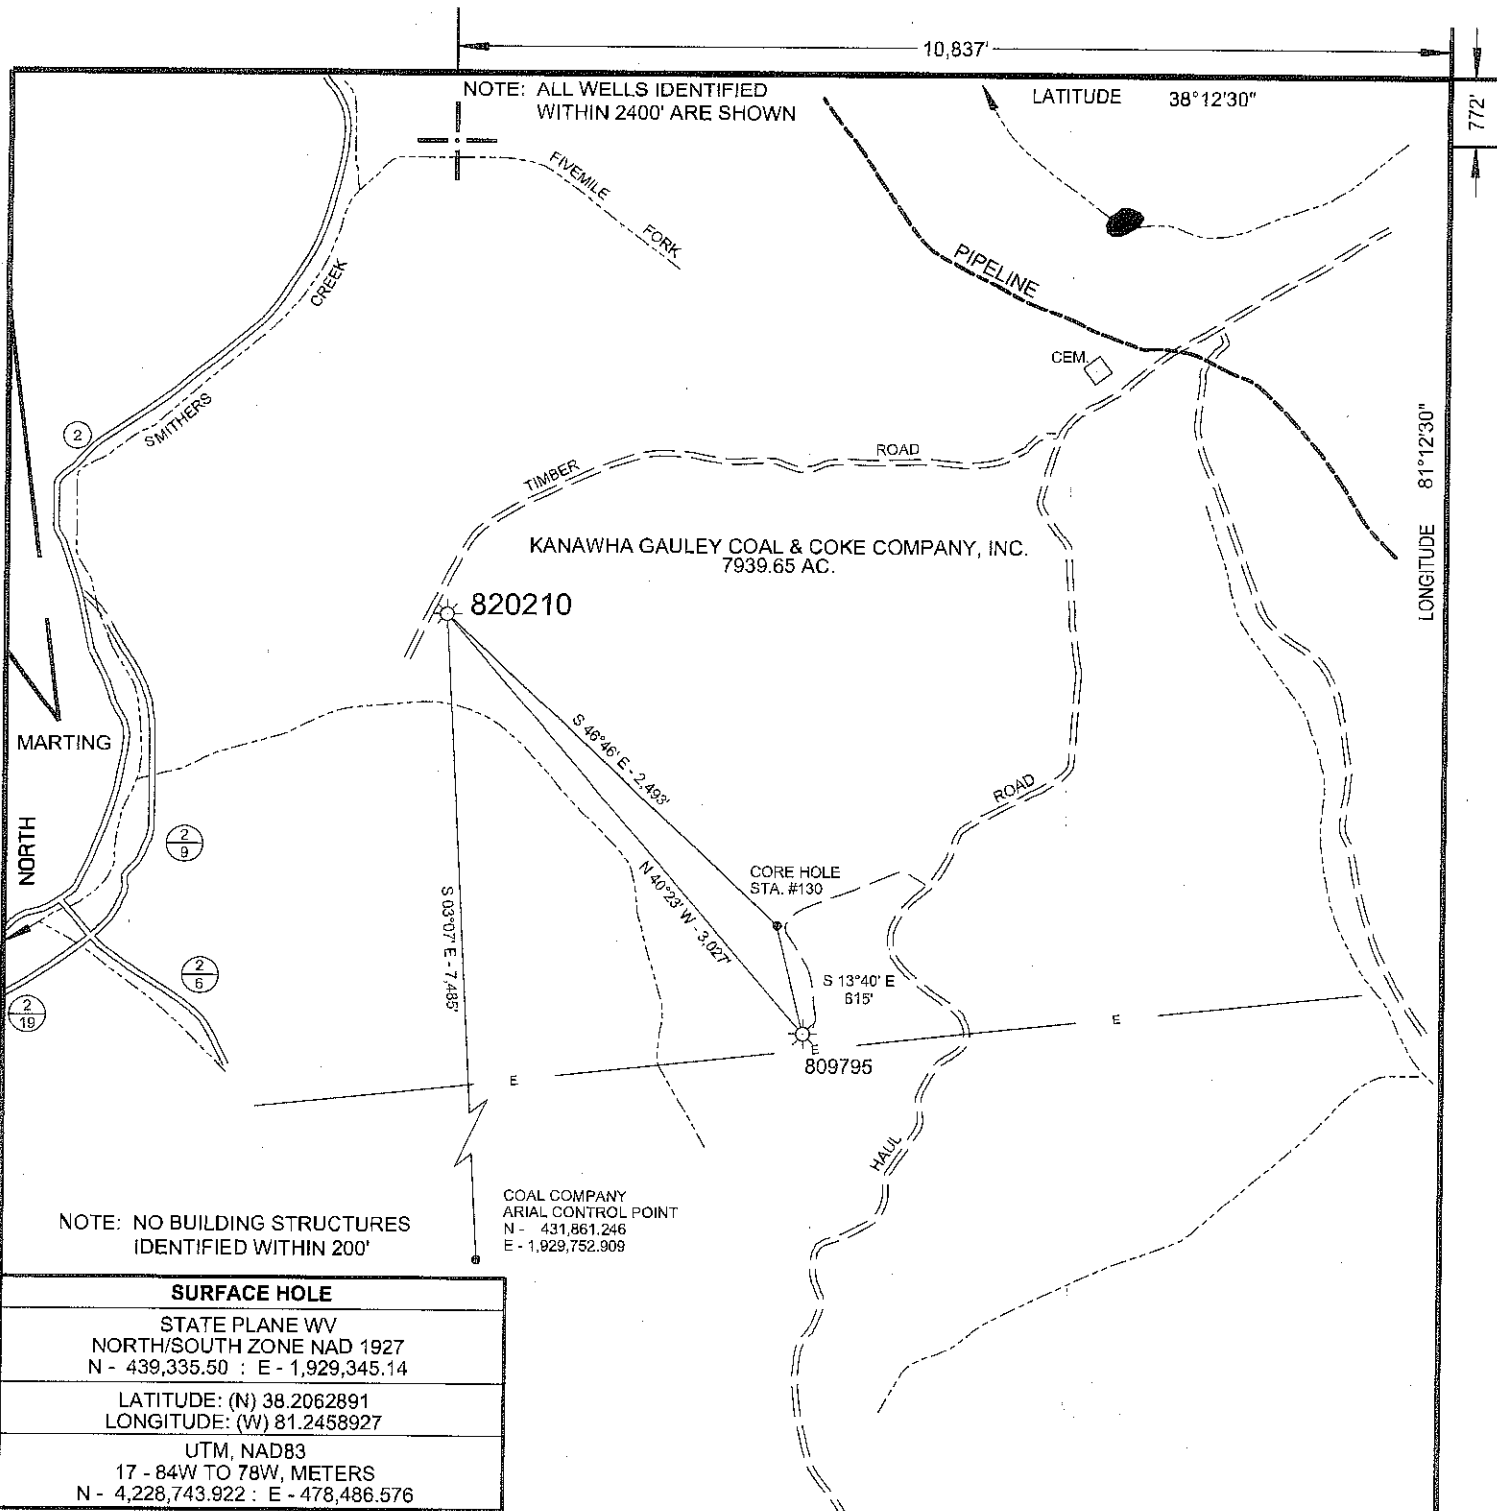 10,837'
NOTE: ALL WELLS IDENTIFIED
WITHIN 2400' ARE SHOWN
LATITUDE 38°12'30"
772'
FIVEMILE
FORK
PIPELINE
CREEK
CEM.
SMITHERS
2
LONGITUDE 81°12'30"
TIMBER
ROAD
KANAWHA GAULEY COAL & COKE COMPANY, INC.
7939.65 AC.
820210
S 46°46' E - 2,493'
MARTING
NORTH
ROAD
2
9
N 40°23' W - 3,027'
CORE HOLE
STA. #130
S 03°07' E - 7,485'
2
6
S 13°40' E
615'
2
19
E
E
E
809795
HAUL
COAL COMPANY
ARIAL CONTROL POINT
N - 431,861.246
E - 1,929,752.909
NOTE: NO BUILDING STRUCTURES
IDENTIFIED WITHIN 200'
SURFACE HOLE
STATE PLANE WV
NORTH/SOUTH ZONE NAD 1927
N - 439,335.50 : E - 1,929,345.14
LATITUDE: (N) 38.2062891
LONGITUDE: (W) 81.2458927
UTM, NAD83
17 - 84W TO 78W, METERS
N - 4,228,743.922 : E - 478,486.576